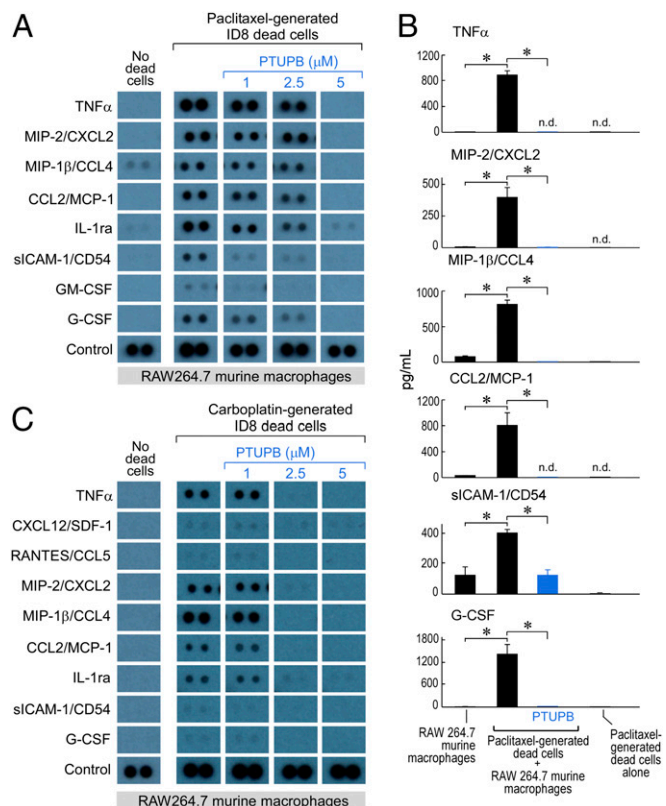 A
Paclitaxel-generated
ID8 dead cells
No
dead
cells
PTUPB (μM)
1 2.5 5
TNFα
MIP-2/CXCL2
MIP-1β/CCL4
CCL2/MCP-1
IL-1ra
sICAM-1/CD54
GM-CSF
G-CSF
Control
RAW264.7 murine macrophages
C
Carboplatin-generated
ID8 dead cells
No
dead
cells
PTUPB (μM)
1 2.5 5
TNFα
CXCL12/SDF-1
RANTES/CCL5
MIP-2/CXCL2
MIP-1β/CCL4
CCL2/MCP-1
IL-1ra
sICAM-1/CD54
G-CSF
Control
RAW264.7 murine macrophages
B
pg/mL
TNFα
1200
800
400
0
* *
n.d. n.d.
MIP-2/CXCL2
500
250
0
* *
n.d.
MIP-1β/CCL4
1000
500
0
* *
CCL2/MCP-1
1200
800
400
0
* *
n.d. n.d.
sICAM-1/CD54
400
200
0
* *
G-CSF
1800
1200
600
0
* *
RAW 264.7
murine
macrophages
PTUPB
Paclitaxel-generated
dead cells
+
RAW 264.7 murine
macrophages
Paclitaxel-
generated
dead cells
alone